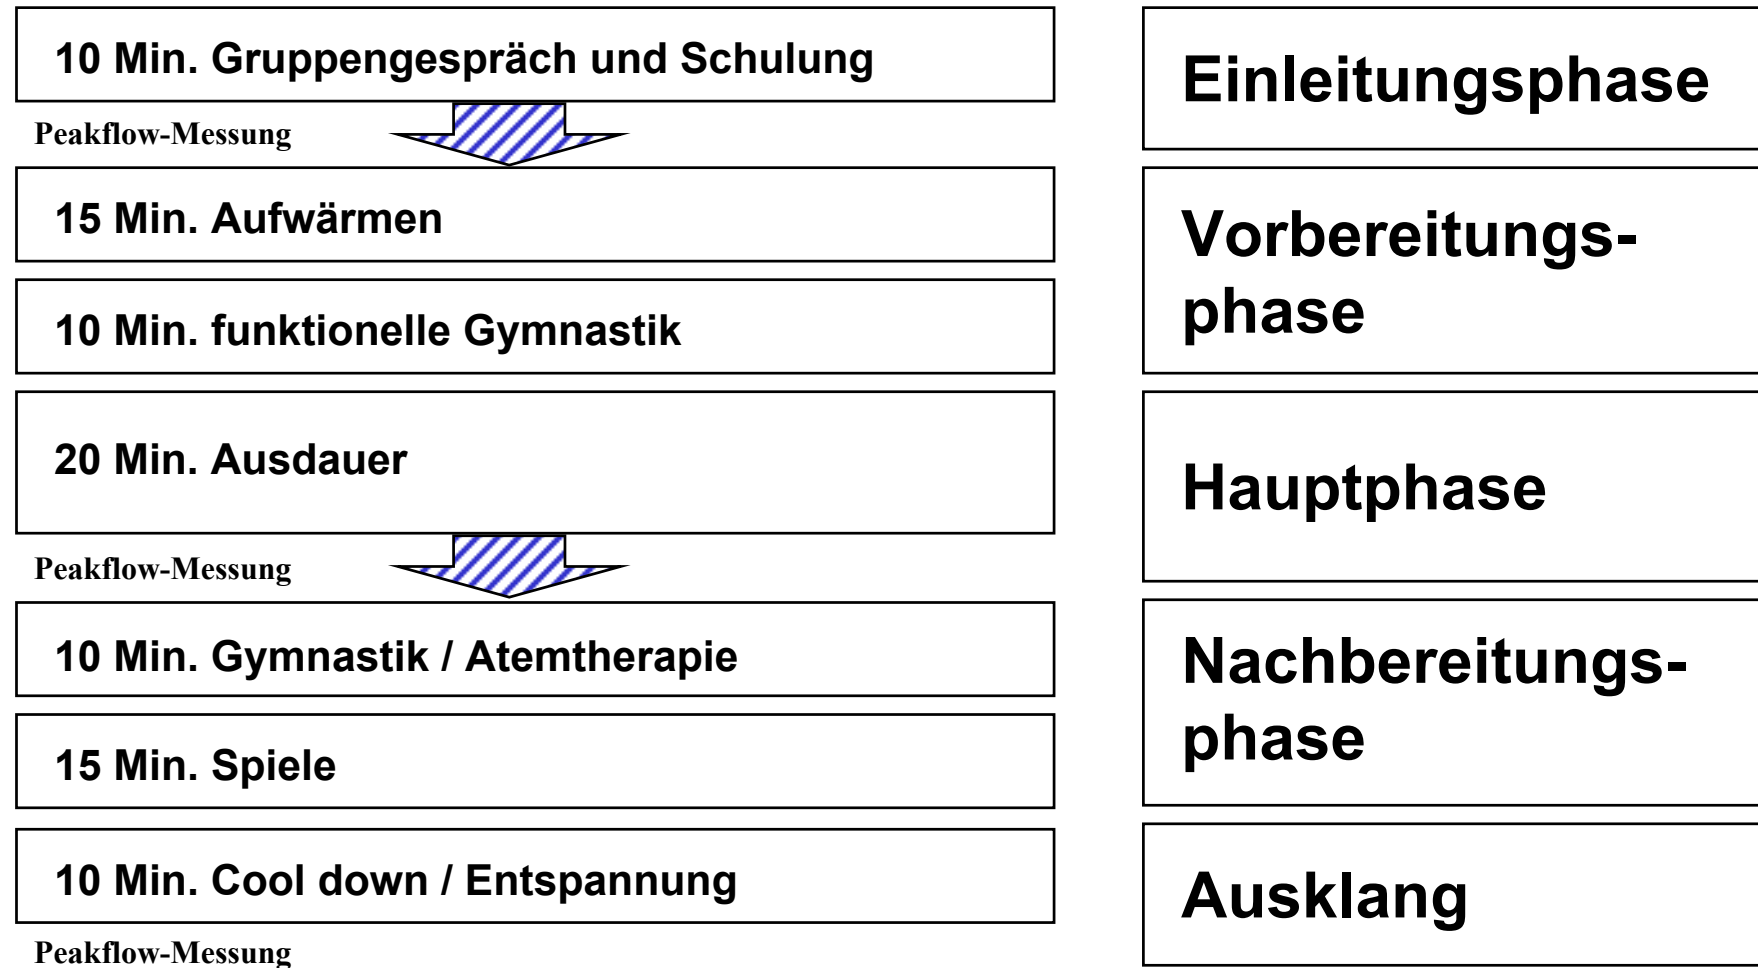 10 Min. Gruppengespräch und Schulung
Peakflow-Messung
15 Min. Aufwärmen
10 Min. funktionelle Gymnastik
20 Min. Ausdauer
Peakflow-Messung
10 Min. Gymnastik / Atemtherapie
15 Min. Spiele
10 Min. Cool down / Entspannung
Peakflow-Messung
Einleitungsphase
Vorbereitungs-
phase
Hauptphase
Nachbereitungs-
phase
Ausklang